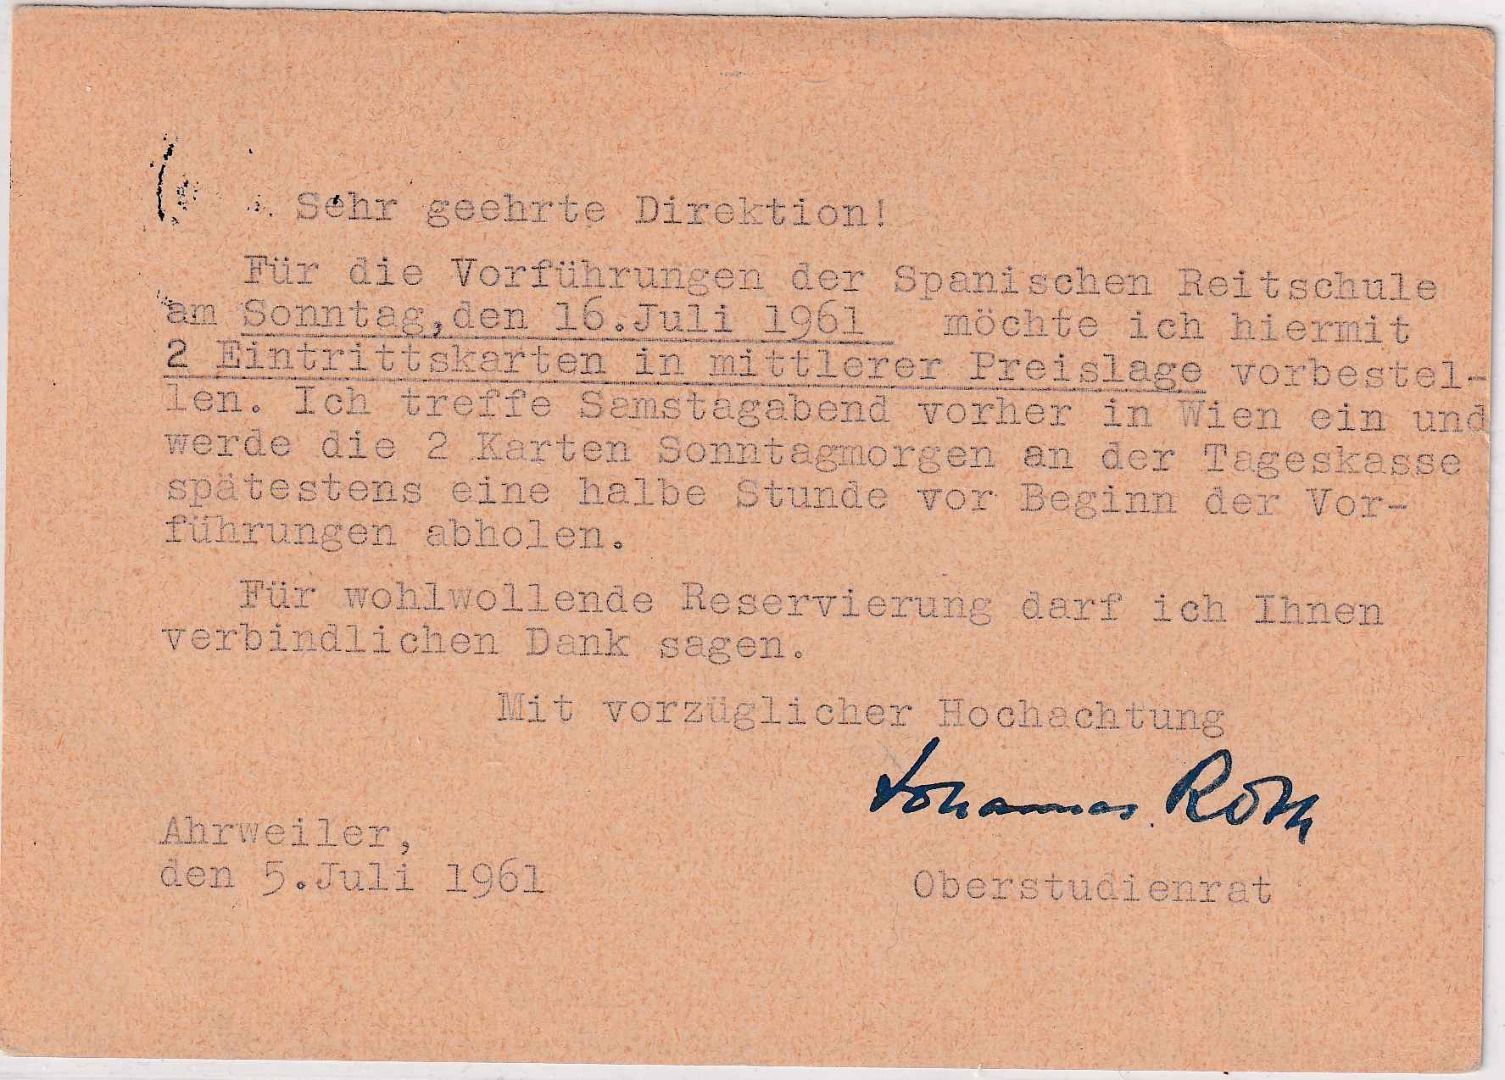 Sehr geehrte Direktion!
Für die Vorführungen der Spanischen Reitschule
am Sonntag,den 16.Juli 1961 möchte ich hiermit
2 Eintrittskarten in mittlerer Preislage vorbestel-
len. Ich treffe Samstagabend vorher in Wien ein und
werde die 2 Karten Sonntagmorgen an der Tageskasse
spätestens eine halbe Stunde vor Beginn der Vor-
führungen abholen.
Für wohlwollende Reservierung darf ich Ihnen
verbindlichen Dank sagen.
Mit vorzüglicher Hochachtung
Johannes Roth
Ahrweiler,
den 5.Juli 1961
Oberstudienrat